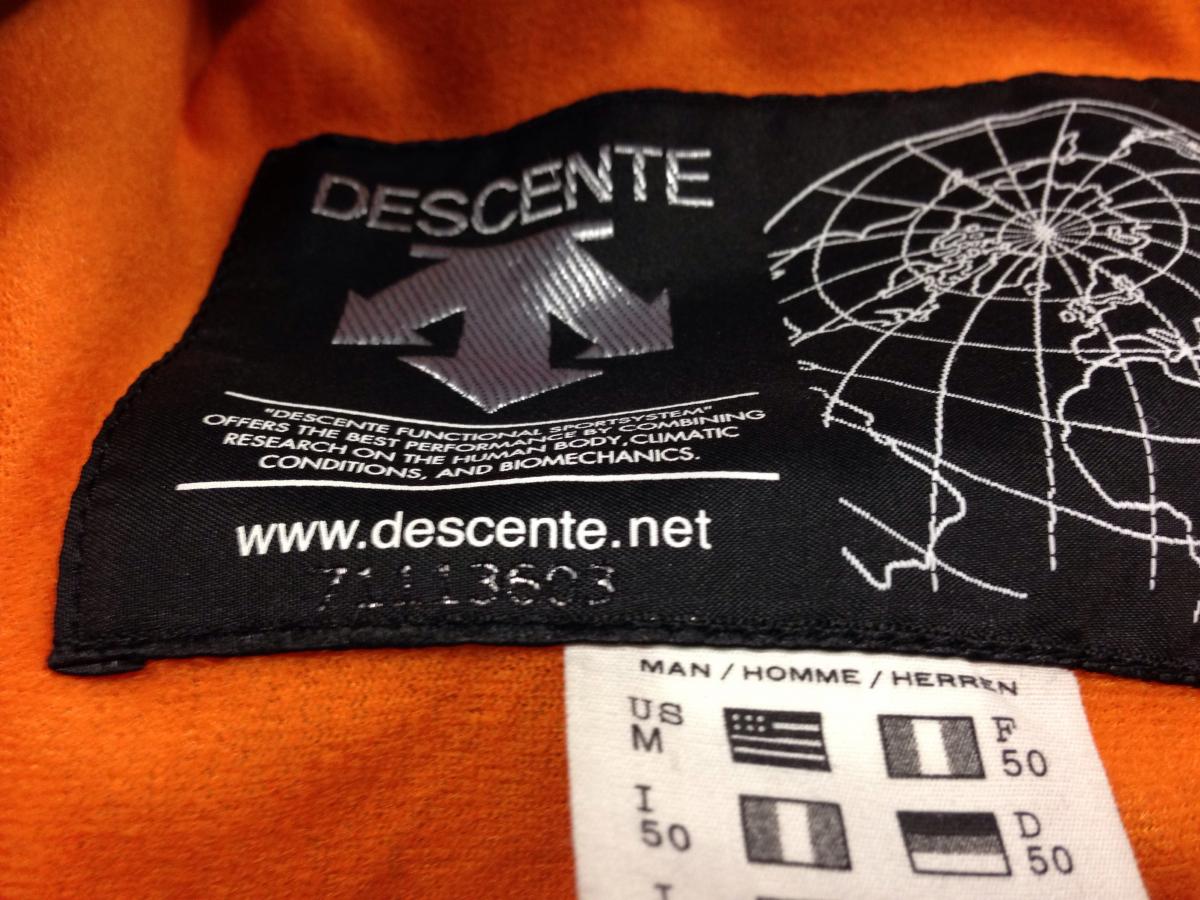 DESCENTE
"DESCENTE FUNCTIONAL SPORTSYSTEM"
OFFERS THE BEST PERFORMANCE BY COMBINING
RESEARCH ON THE HUMAN BODY, CLIMATIC
CONDITIONS, AND BIOMECHANICS.
www.descente.net
71113603
MAN / HOMME / HERREN
US
M
F
50
I
50
D
50